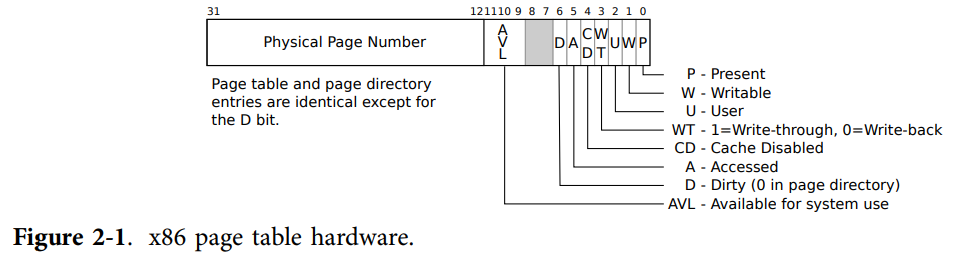 31 12 11 10 9 8 7 6 5 4 3 2 1 0
Physical Page Number AVL D A CD WT U W P
Page table and page directory
entries are identical except for
the D bit.
P - Present
W - Writable
U - User
WT - 1=Write-through, 0=Write-back
CD - Cache Disabled
A - Accessed
D - Dirty (0 in page directory)
AVL - Available for system use
Figure 2-1. x86 page table hardware.